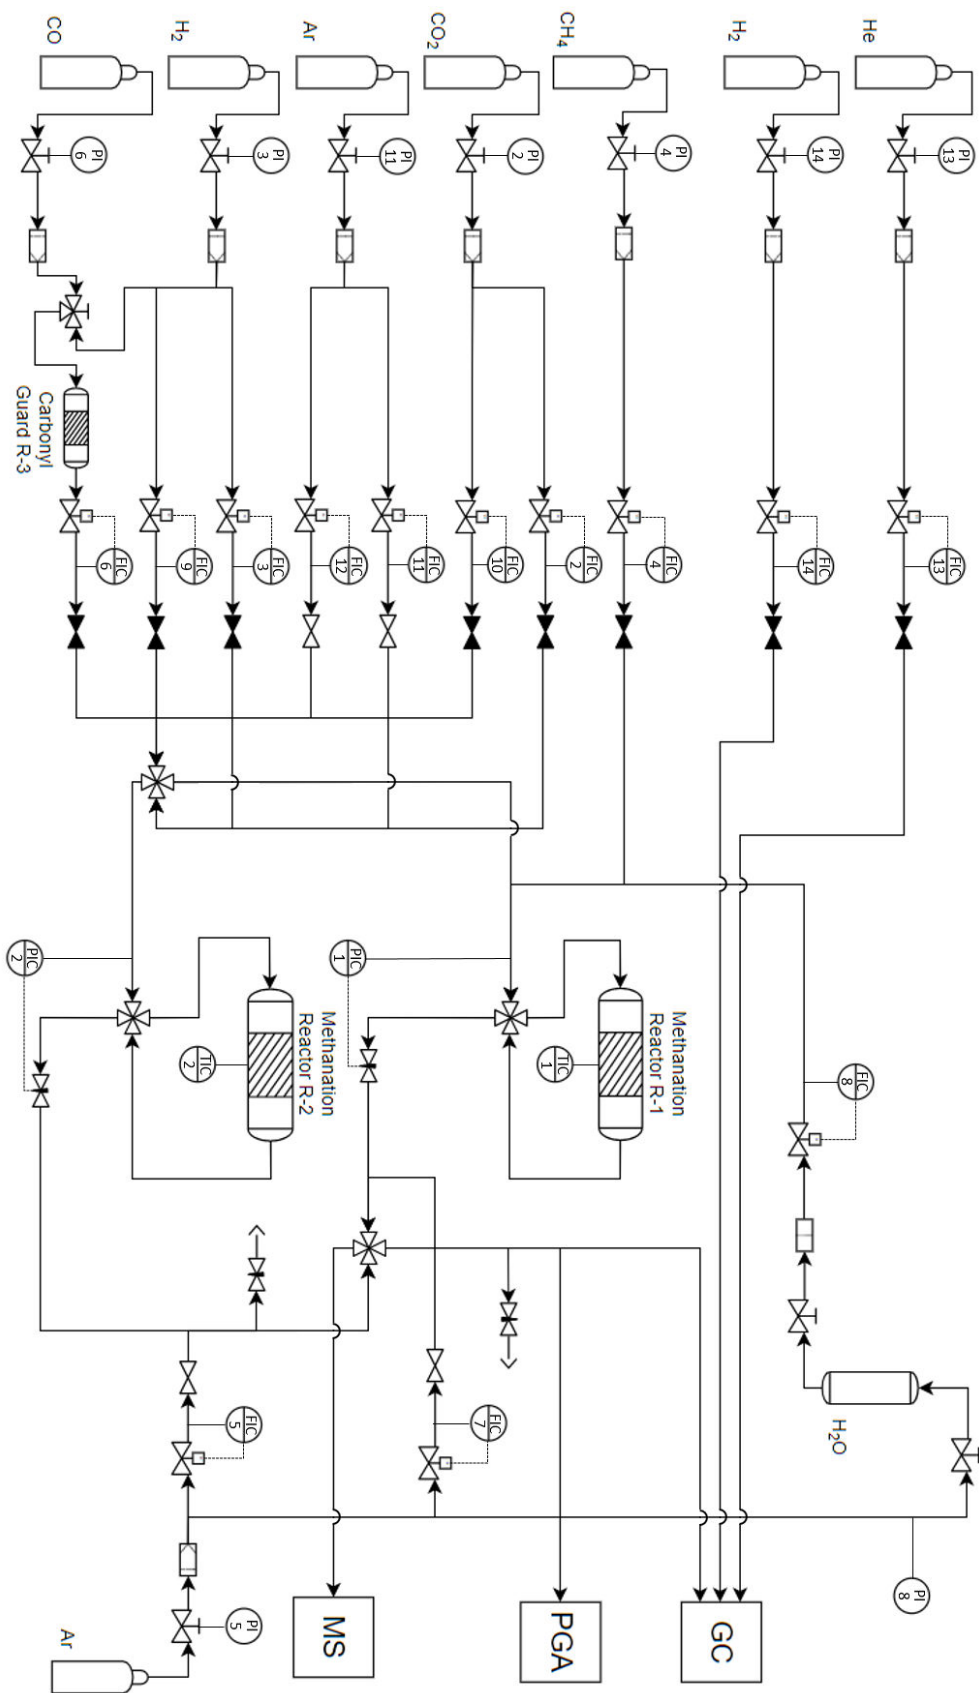 CO
H2
Ar
CO2
CH4
H2
He
PI
6
PI
3
PI
11
PI
2
PI
4
PI
14
PI
13
Carbonyl
Guard R-3
FIC
6
FIC
9
FIC
3
FIC
12
FIC
11
FIC
10
FIC
2
FIC
4
FIC
14
FIC
13
PIC
2
PIC
1
TIC
2
TIC
1
Methanation
Reactor R-2
Methanation
Reactor R-1
FIC
8
H2O
FIC
5
FIC
7
PI
8
PI
5
Ar
MS
PGA
GC